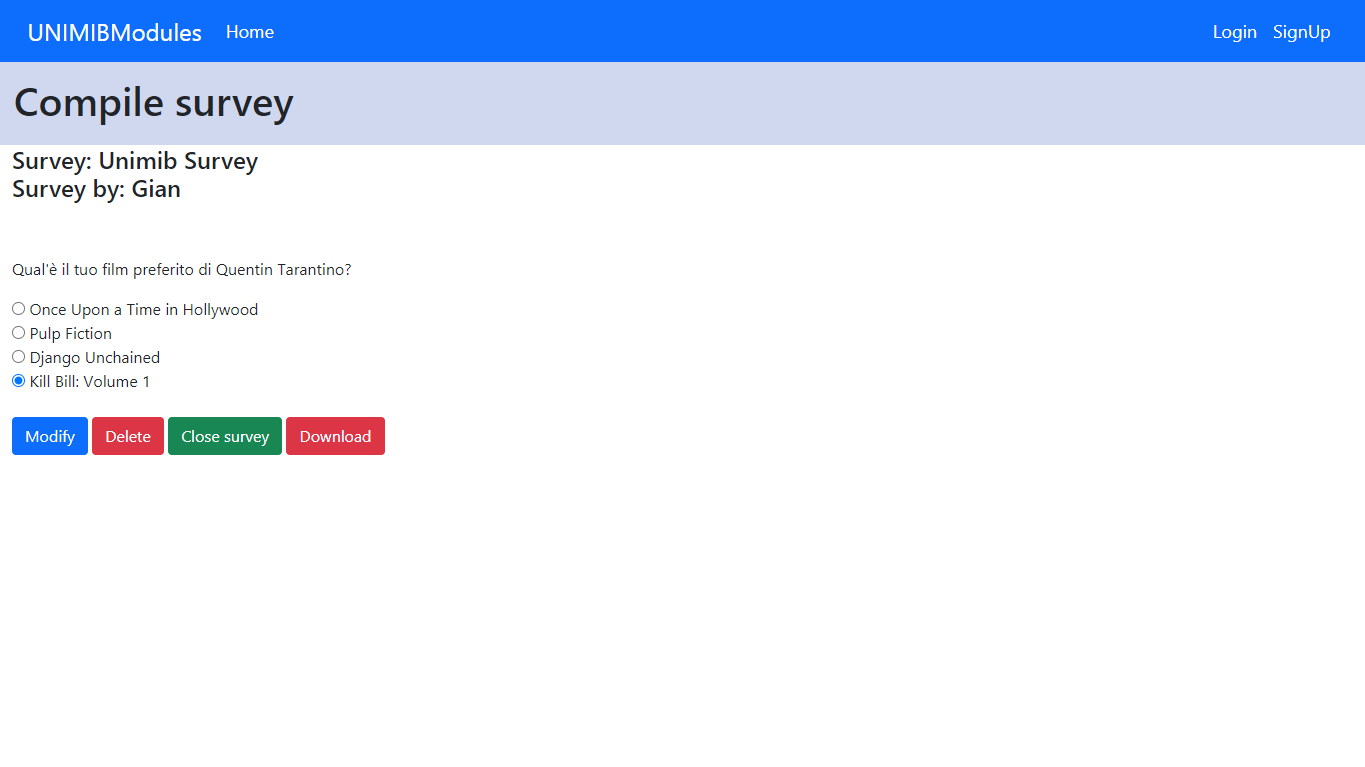 UNIMIBModules Home Login SignUp
Compile survey
Survey: Unimib Survey
Survey by: Gian
Qual'è il tuo film preferito di Quentin Tarantino?
Once Upon a Time in Hollywood
Pulp Fiction
Django Unchained
Kill Bill: Volume 1
Modify Delete Close survey Download